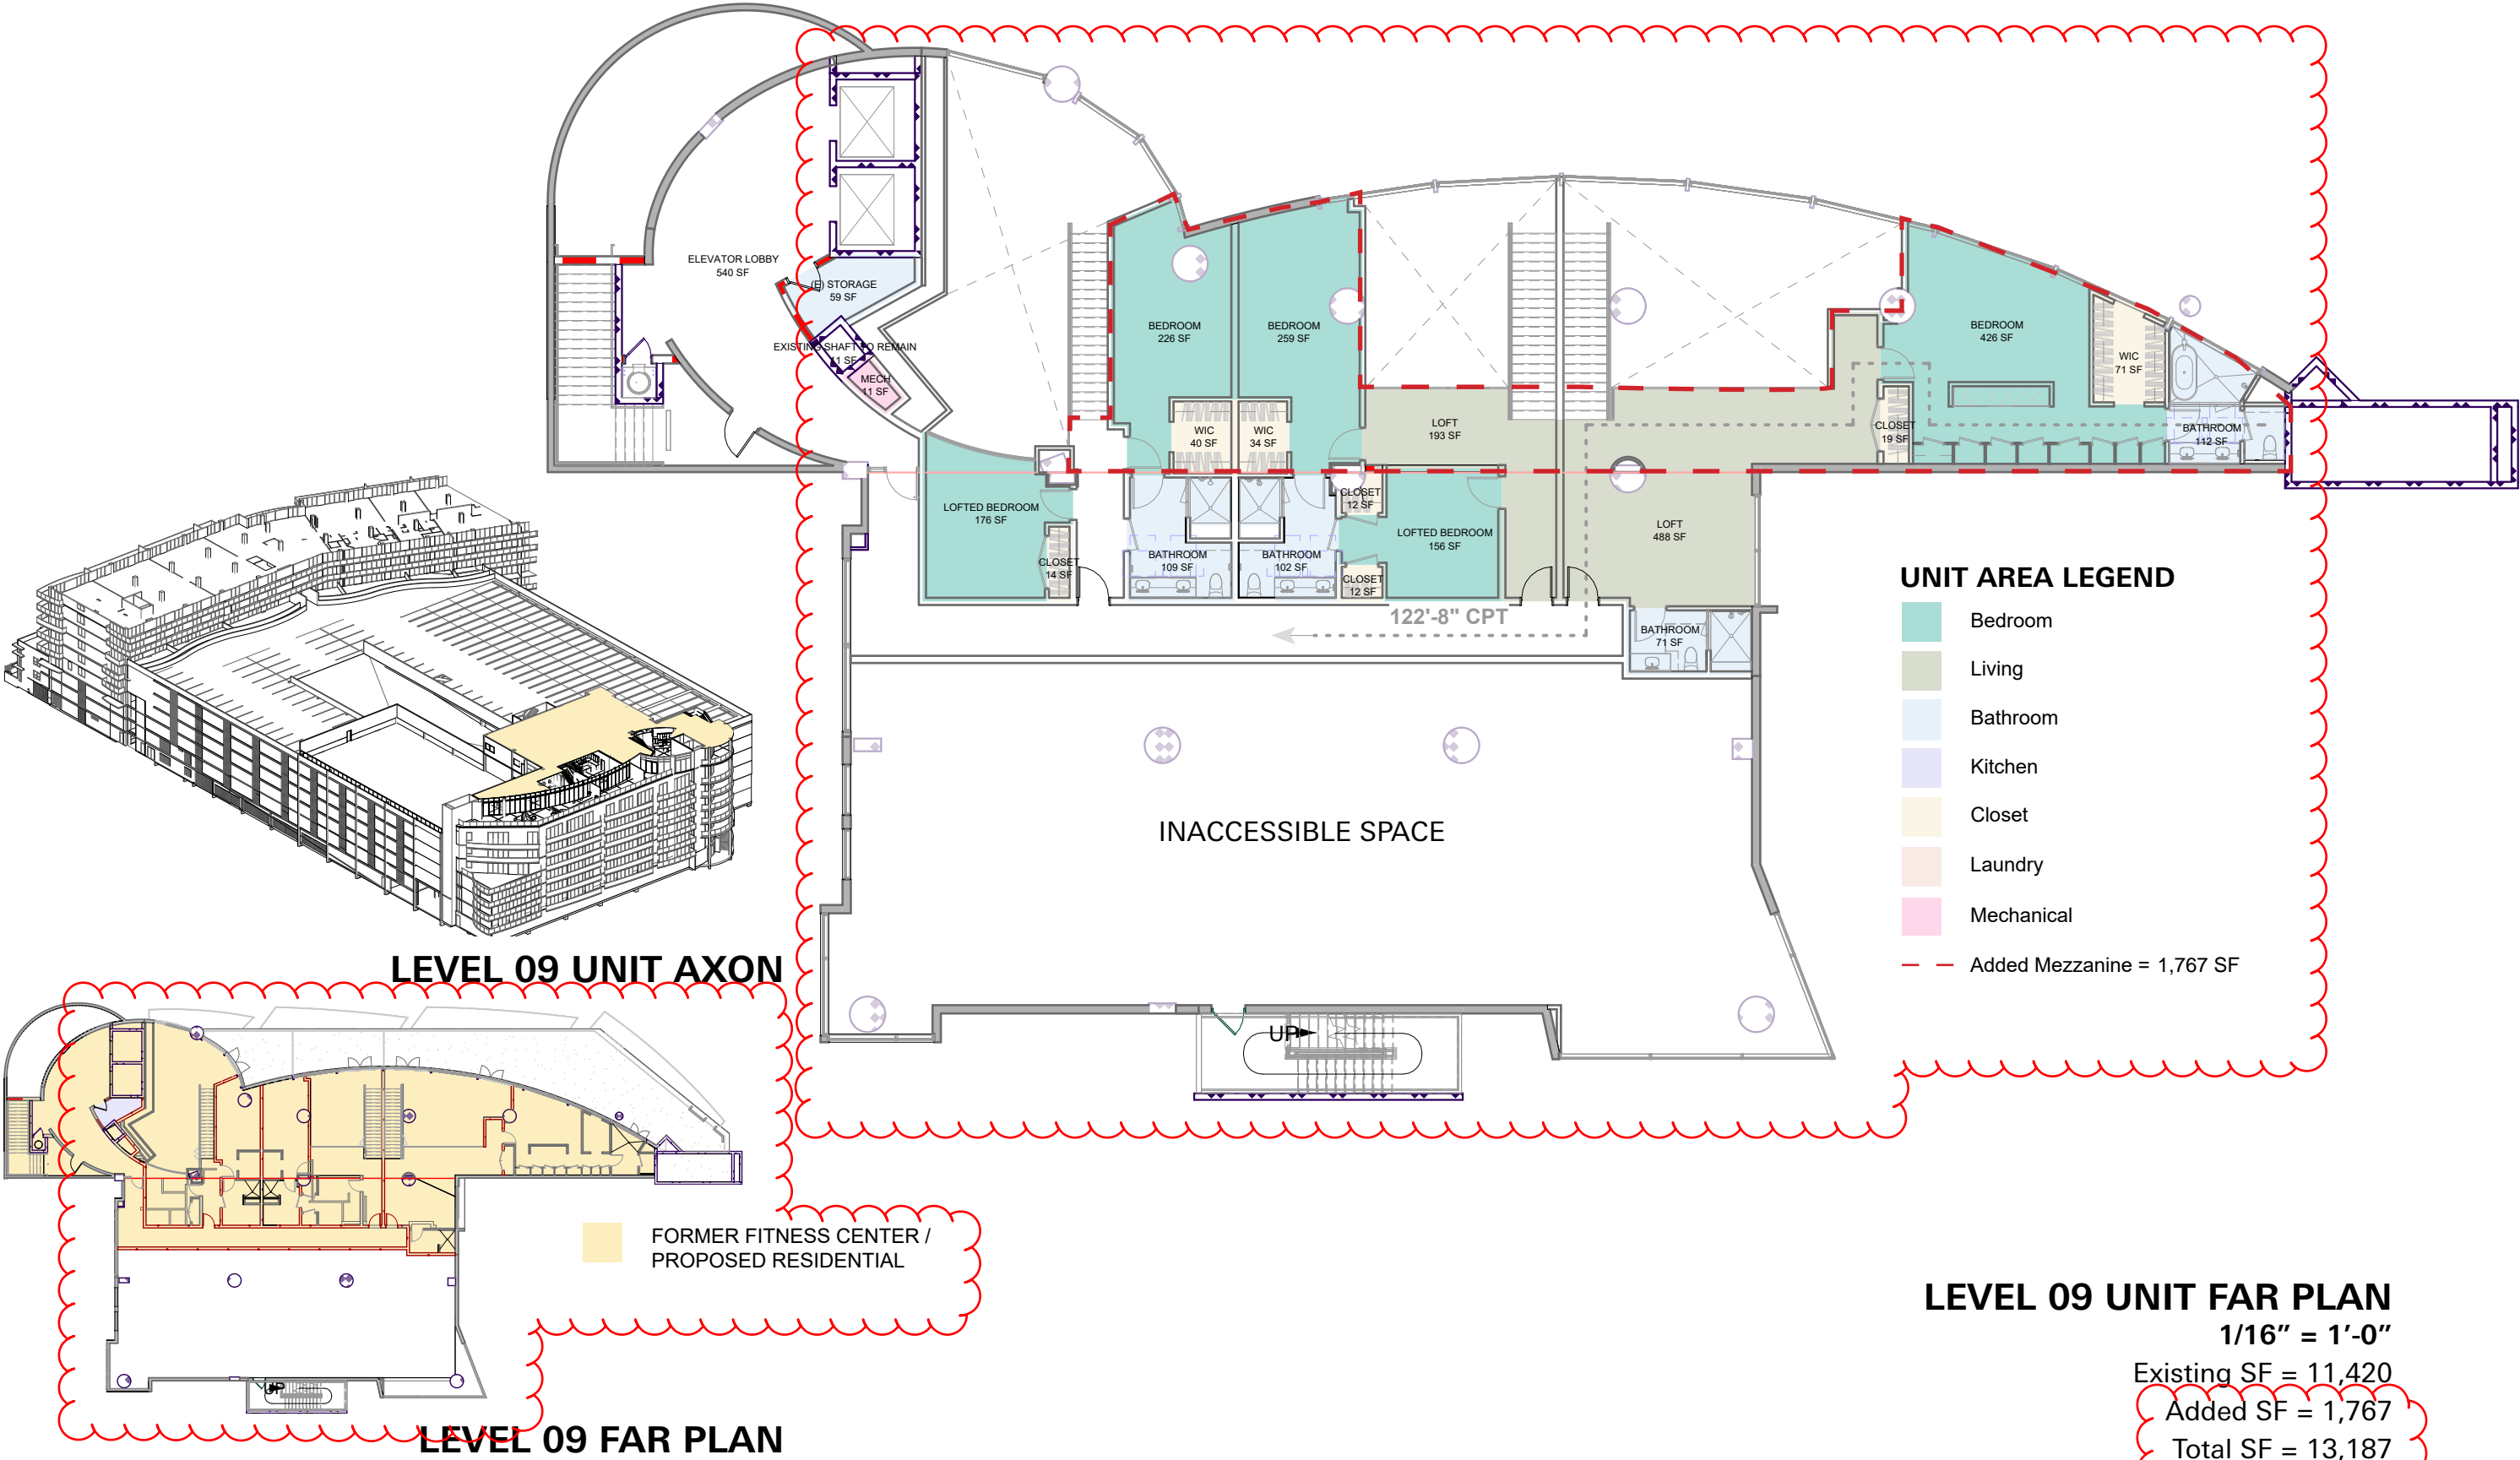 ELEVATOR LOBBY
540 SF
(E) STORAGE
59 SF
EXISTING SHAFT TO REMAIN
11 SF
MECH
11 SF
BEDROOM
226 SF
BEDROOM
259 SF
WIC
40 SF
WIC
34 SF
LOFT
193 SF
BEDROOM
426 SF
WIC
71 SF
CLOSET
19 SF
BATHROOM
112 SF
LOFTED BEDROOM
176 SF
CLOSET
14 SF
BATHROOM
109 SF
BATHROOM
102 SF
CLOSET
12 SF
LOFTED BEDROOM
156 SF
CLOSET
12 SF
LOFT
488 SF
122'-8" CPT
BATHROOM
71 SF
INACCESSIBLE SPACE
UP
UNIT AREA LEGEND
Bedroom
Living
Bathroom
Kitchen
Closet
Laundry
Mechanical
Added Mezzanine = 1,767 SF
LEVEL 09 UNIT AXON
FORMER FITNESS CENTER /
PROPOSED RESIDENTIAL
UP
LEVEL 09 FAR PLAN
LEVEL 09 UNIT FAR PLAN
1/16” = 1’-0”
Existing SF = 11,420
Added SF = 1,767
Total SF = 13,187